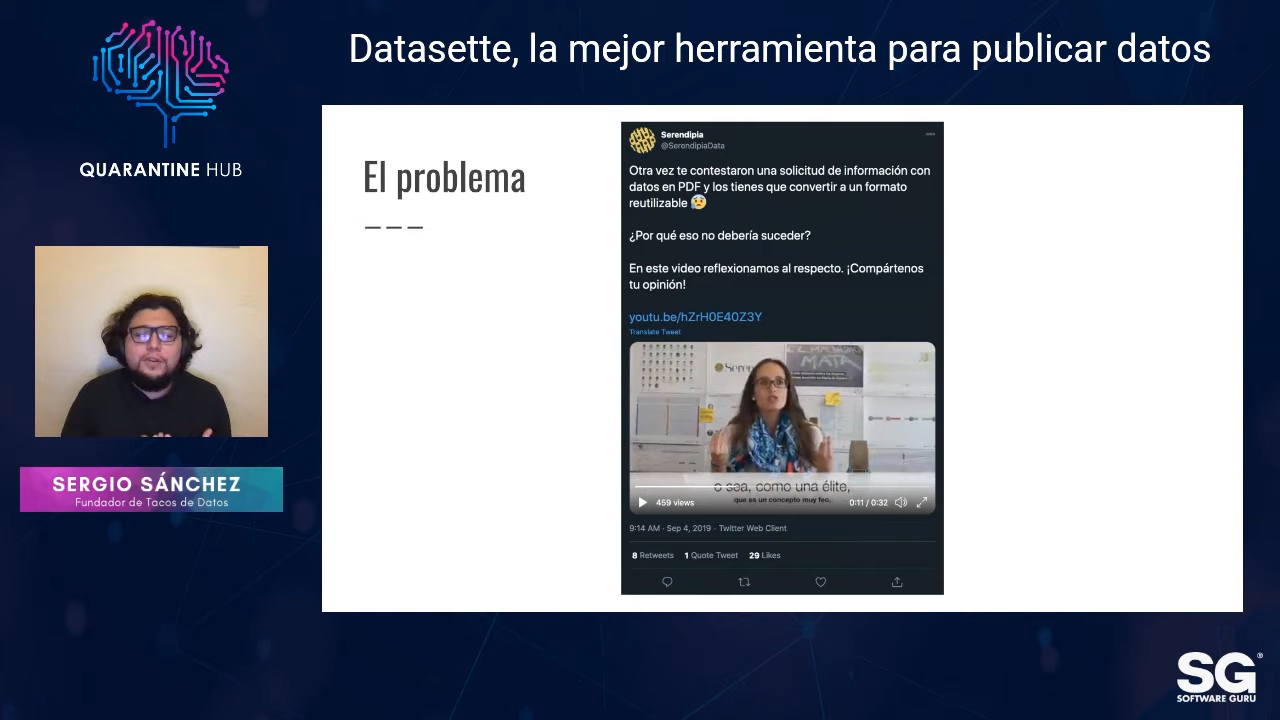 Datasette, la mejor herramienta para publicar datos
QUARANTINE HUB
El problema
Serendipia
@SerendipiaData
Otra vez te contestaron una solicitud de información con
datos en PDF y los tienes que convertir a un formato
reutilizable 😰
¿Por qué eso no debería suceder?
En este video reflexionamos al respecto. ¡Compártenos
tu opinión!
youtu.be/hZrH0E40Z3Y
Translate Tweet
MATA
o sea, como una élite,
que es un concepto muy feo,
459 views
0:11 / 0:32
9:14 AM · Sep 4, 2019 · Twitter Web Client
8 Retweets 1 Quote Tweet 29 Likes
SERGIO SÁNCHEZ
Fundador de Tacos de Datos
SG
SOFTWARE GURU